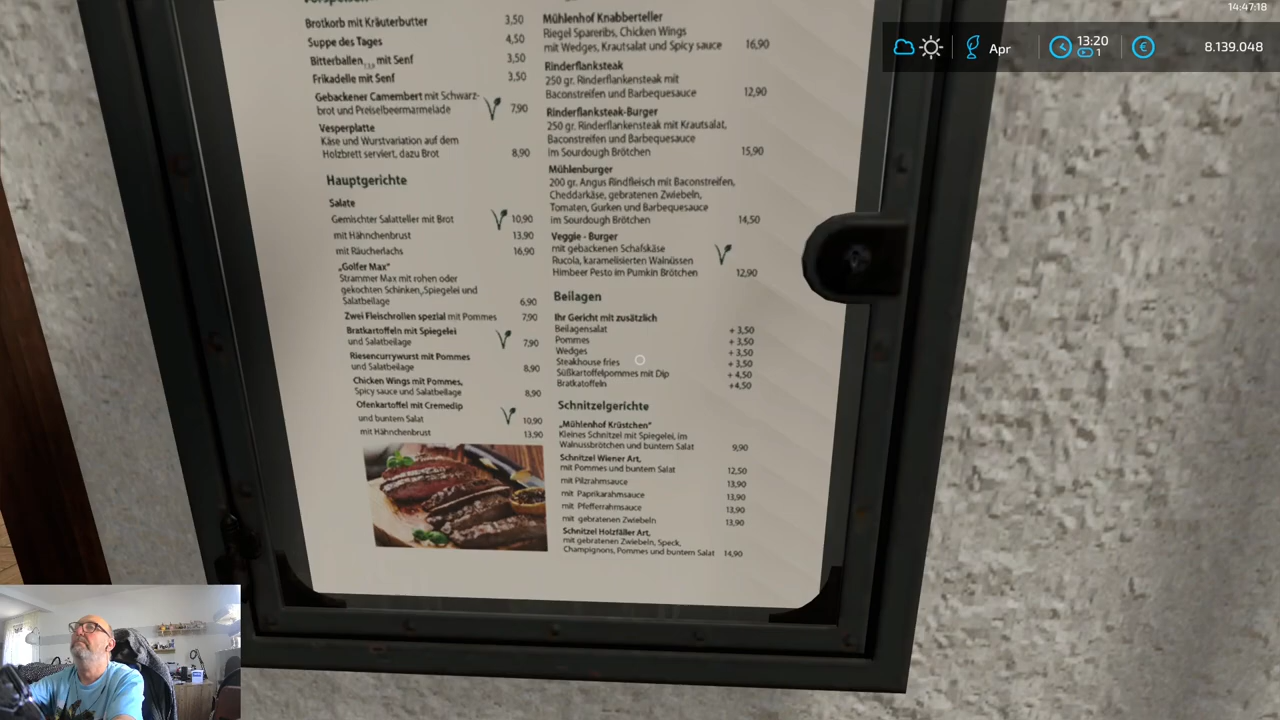 14:47:18
Apr
13:20
1
8.139.048
Brotkorb mit Kräuterbutter 3,50
Suppe des Tages 4,50
Bitterballen mit Senf 3,50
Frikadelle mit Senf 3,50
Gebackener Camembert mit Schwarz-
brot und Preiselbeermarmelade 7,90
Vesperplatte
Käse und Wurstvariation auf dem
Holzbrett serviert, dazu Brot 8,90
Hauptgerichte
Salate
Gemischter Salatteller mit Brot 10,90
mit Hähnchenbrust 13,90
mit Räucherlachs 16,90
„Golfer Max"
Strammer Max mit rohen oder
gekochten Schinken, Spiegelei und
Salatbeilage 6,90
Zwei Fleischrollen spezial mit Pommes 7,90
Bratkartoffeln mit Spiegelei
und Salatbeilage 7,90
Riesencurrywurst mit Pommes
und Salatbeilage 8,90
Chicken Wings mit Pommes,
Spicy sauce und Salatbeilage 8,90
Ofenkartoffel mit Cremedip
und buntem Salat 10,90
mit Hähnchenbrust 13,90
Mühlenhof Knabberteller
Riegel Spareribs, Chicken Wings
mit Wedges, Krautsalat und Spicy sauce 16,90
Rinderflanksteak
250 gr. Rinderflankensteak mit
Baconstreifen und Barbequesauce 12,90
Rinderflanksteak-Burger
250 gr. Rinderflankensteak mit Krautsalat,
Baconstreifen und Barbequesauce
im Sourdough Brötchen 15,90
Mühlenburger
200 gr. Angus Rindfleisch mit Baconstreifen,
Cheddarkäse, gebratenen Zwiebeln,
Tomaten, Gurken und Barbequesauce
im Sourdough Brötchen 14,50
Veggie - Burger
mit gebackenen Schafskäse
Rucola, karamelisierten Walnüssen
Himbeer Pesto im Pumkin Brötchen 12,90
Beilagen
Ihr Gericht mit zusätzlich
Beilagensalat + 3,50
Pommes + 3,50
Wedges + 3,50
Steakhouse fries + 3,50
Süßkartoffelpommes mit Dip + 4,50
Bratkatoffeln +4,50
Schnitzelgerichte
„Mühlenhof Krüstchen"
Kleines Schnitzel mit Spiegelei, im
Walnussbrötchen und buntem Salat 9,90
Schnitzel Wiener Art,
mit Pommes und buntem Salat 12,50
mit Pilzrahmsauce 13,90
mit Paprikarahmsauce 13,90
mit Pfefferrahmsauce 13,90
mit gebratenen Zwiebeln 13,90
Schnitzel Holzfäller Art,
mit gebratenen Zwiebeln, Speck,
Champignons, Pommes und buntem Salat 14,90